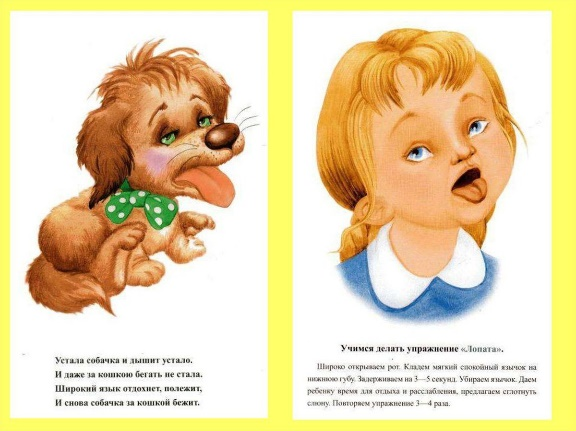 Устала собачка и дышит устало.
И даже за кошкою бегать не стала.
Широкий язык отдохнет, полежит,
И снова собачка за кошкой бежит.
Учимся делать упражнение «Лопата».
Широко открываем рот. Кладем мягкий спокойный язычок на
нижнюю губу. Задерживаем на 3—5 секунд. Убираем язычок. Даем
ребенку время для отдыха и расслабления, предлагаем сглотнуть
слюну. Повторяем упражнение 3—4 раза.